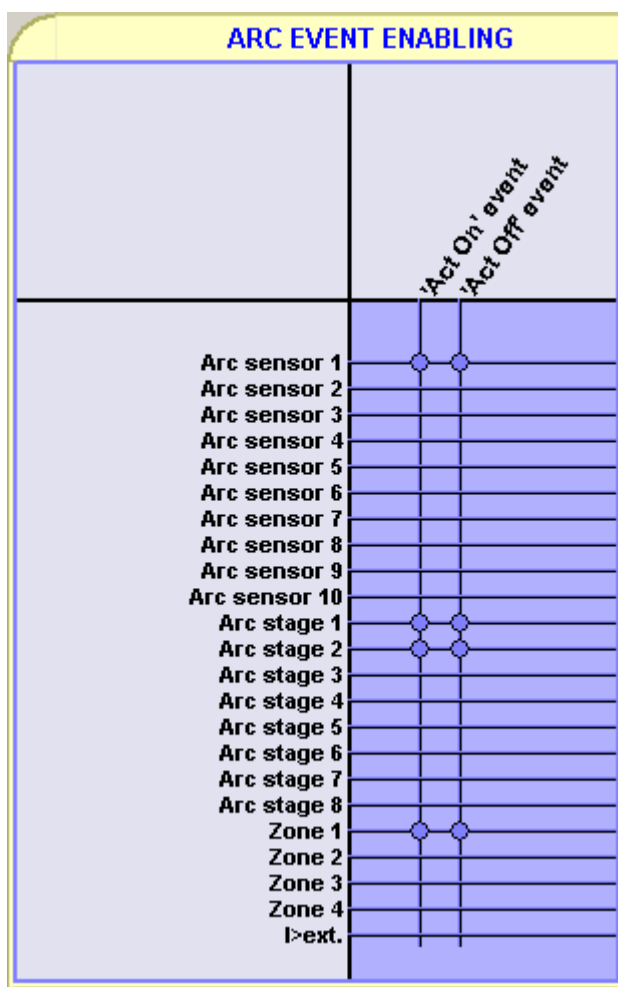 ARC EVENT ENABLING
'Act On' event
'Act Off' event
Arc sensor 1
Arc sensor 2
Arc sensor 3
Arc sensor 4
Arc sensor 5
Arc sensor 6
Arc sensor 7
Arc sensor 8
Arc sensor 9
Arc sensor 10
Arc stage 1
Arc stage 2
Arc stage 3
Arc stage 4
Arc stage 5
Arc stage 6
Arc stage 7
Arc stage 8
Zone 1
Zone 2
Zone 3
Zone 4
I>ext.